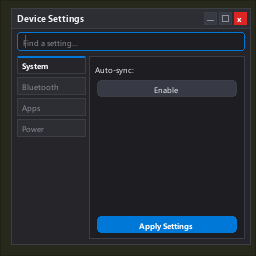 Device Settings
Find a setting...
System
Bluetooth
Apps
Power
Auto-sync:
Enable
Apply Settings